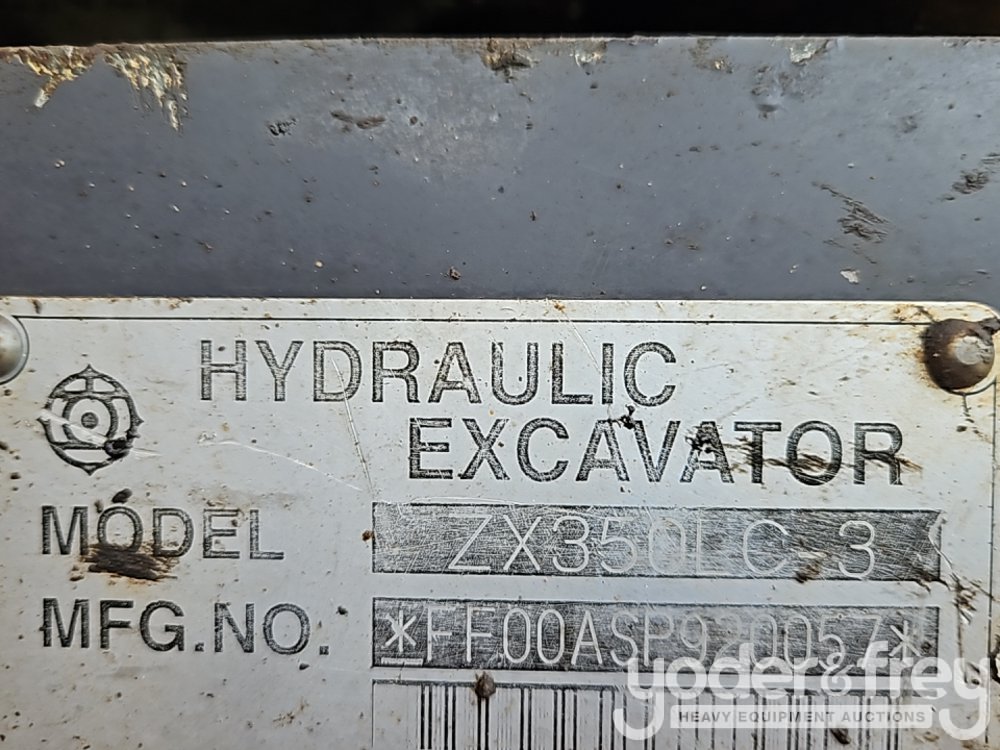 HYDRAULIC
EXCAVATOR
MODEL ZX350LC 3
MFG.NO. *FF00ASP920057*
yoder&frey
HEAVY EQUIPMENT AUCTIONS